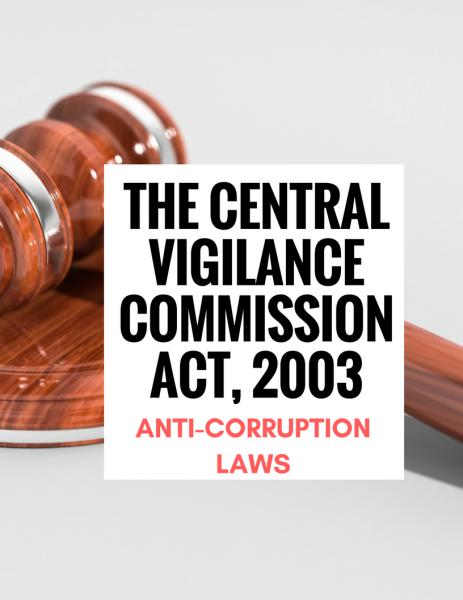 THE CENTRAL
VIGILANCE
COMMISSION
ACT, 2003
ANTI-CORRUPTION
LAWS